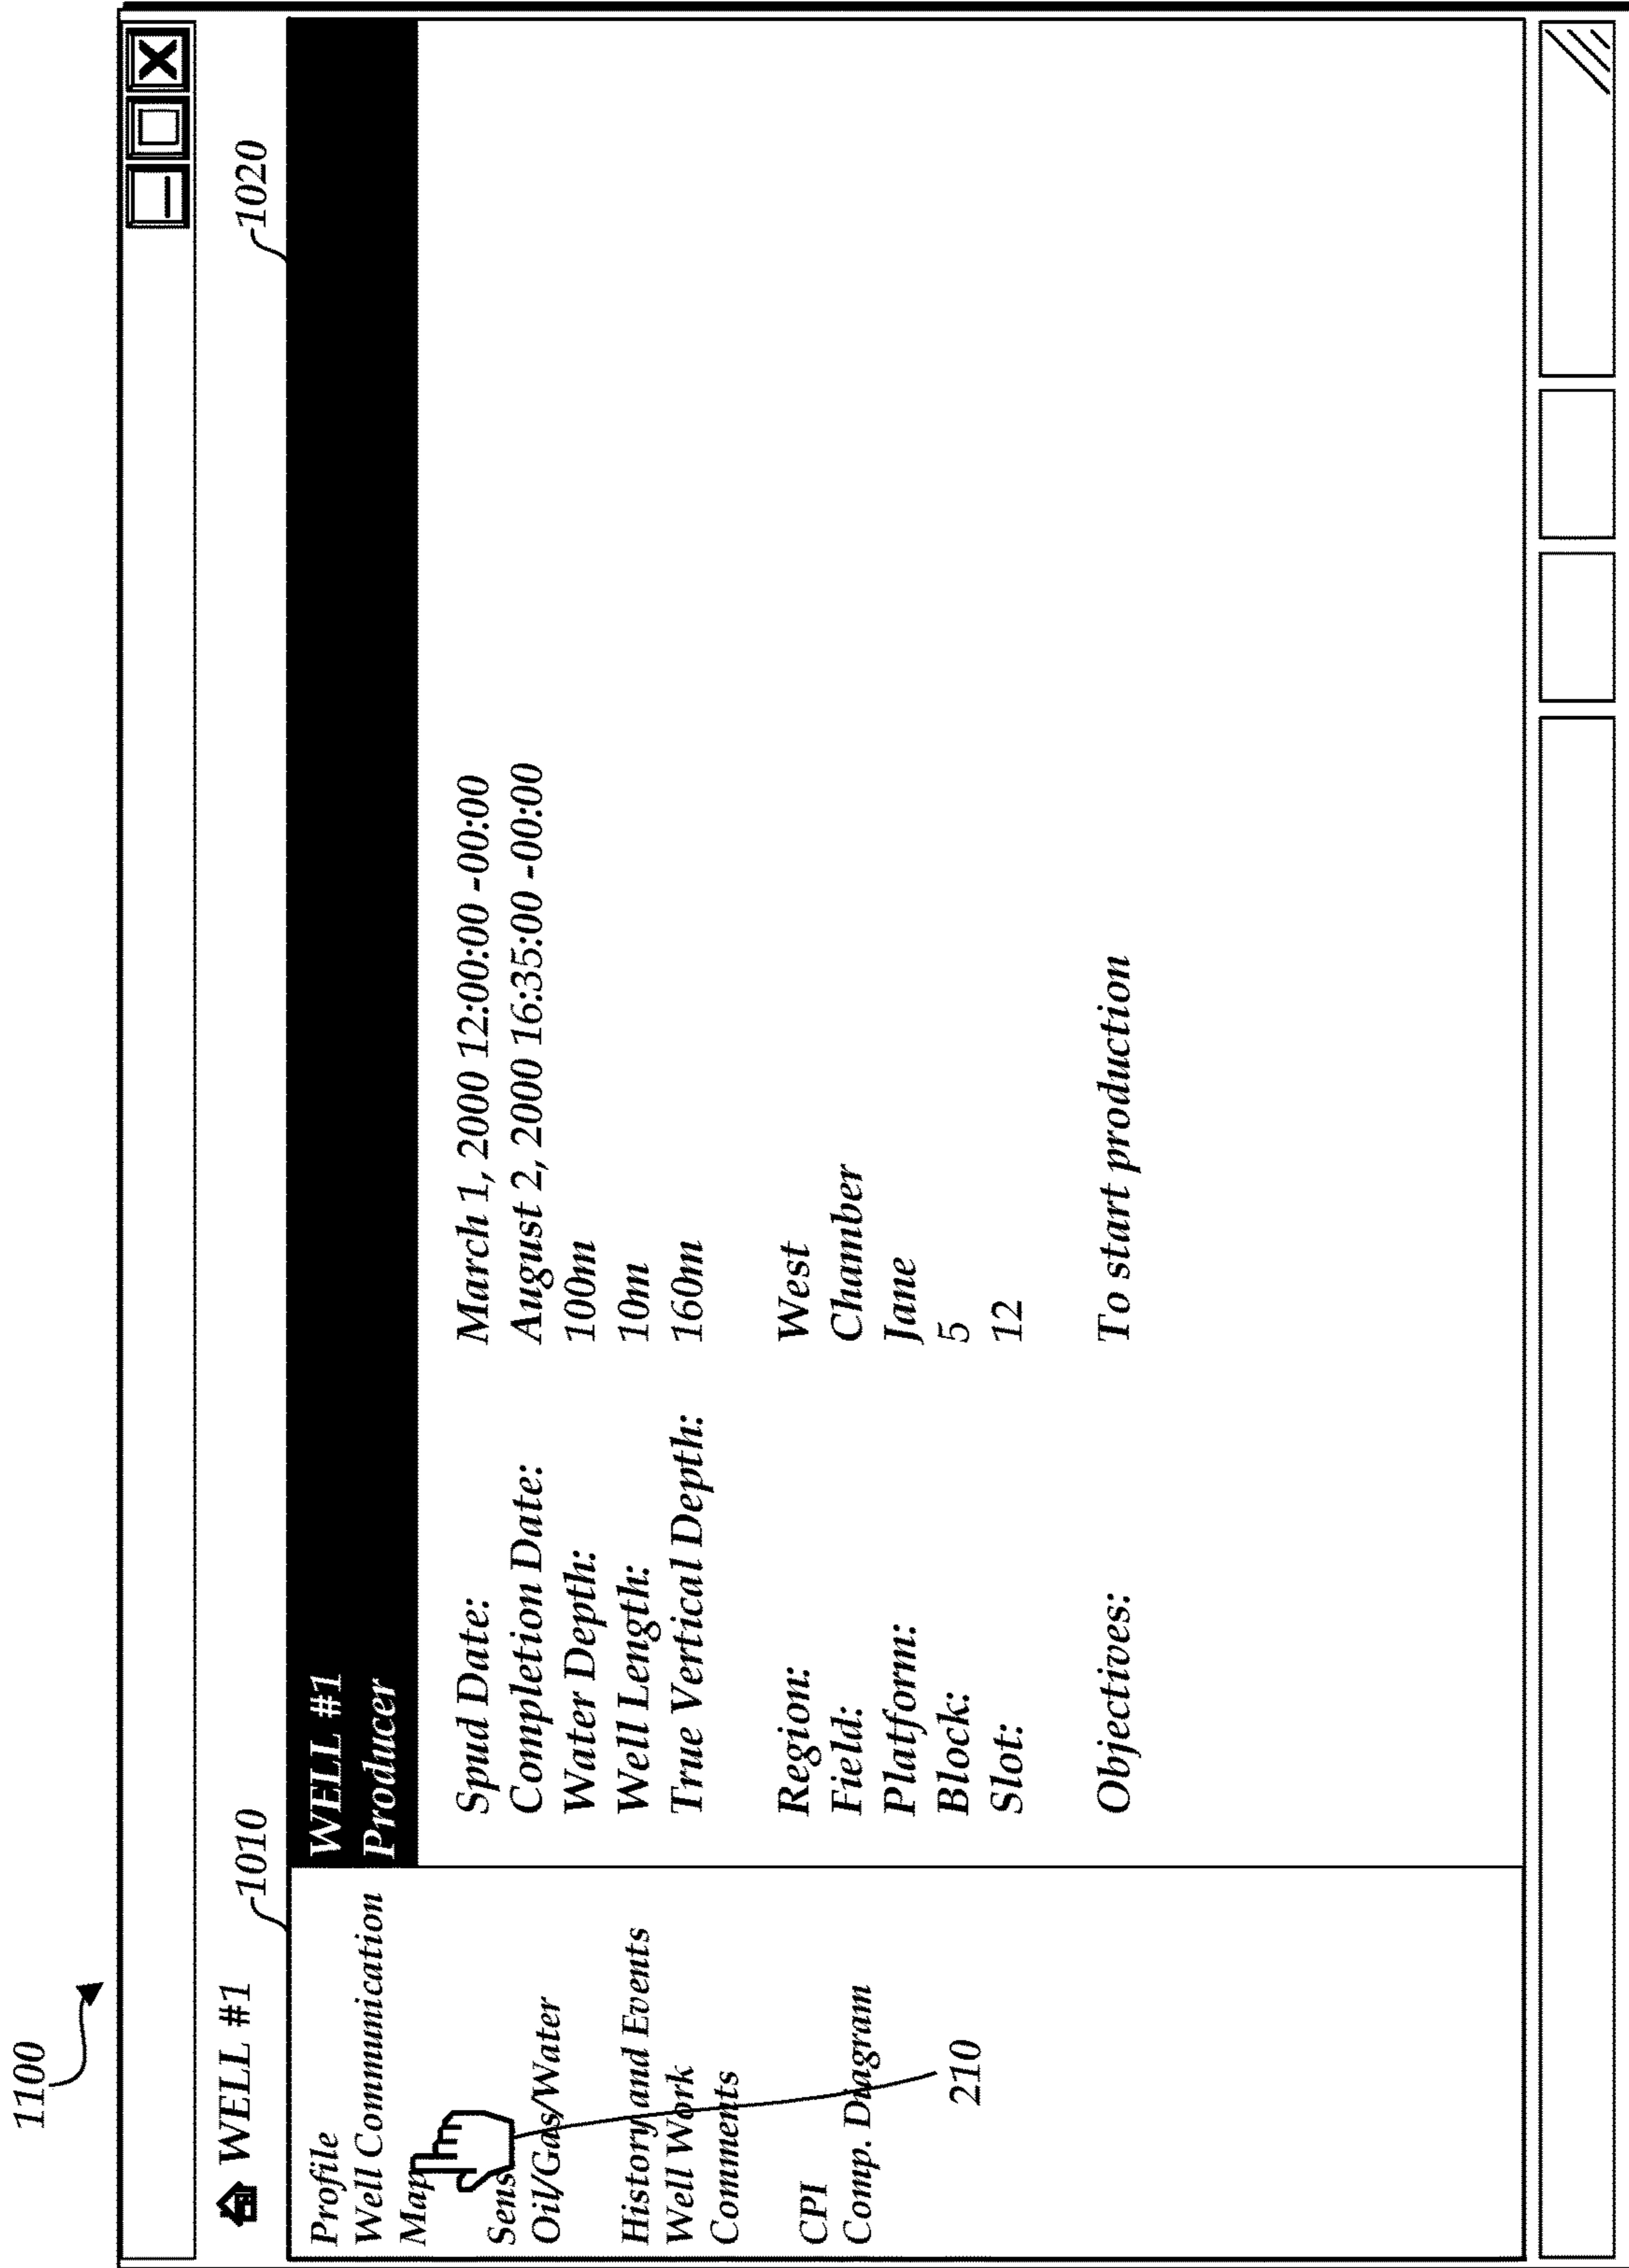 1100
WELL #1
1010
1020
Profile
Well Communication
Map
Sens
Oil/Gas/Water
History and Events
Well Work
Comments
CPI
Comp. Diagram
210
WELL #1
Producer
Spud Date: March 1, 2000 12:00:00 -00:00
Completion Date: August 2, 2000 16:35:00 -00:00
Water Depth: 100m
Well Length: 10m
True Vertical Depth: 160m
Region: West
Field: Chamber
Platform: Jane
Block: 5
Slot: 12
Objectives: To start production